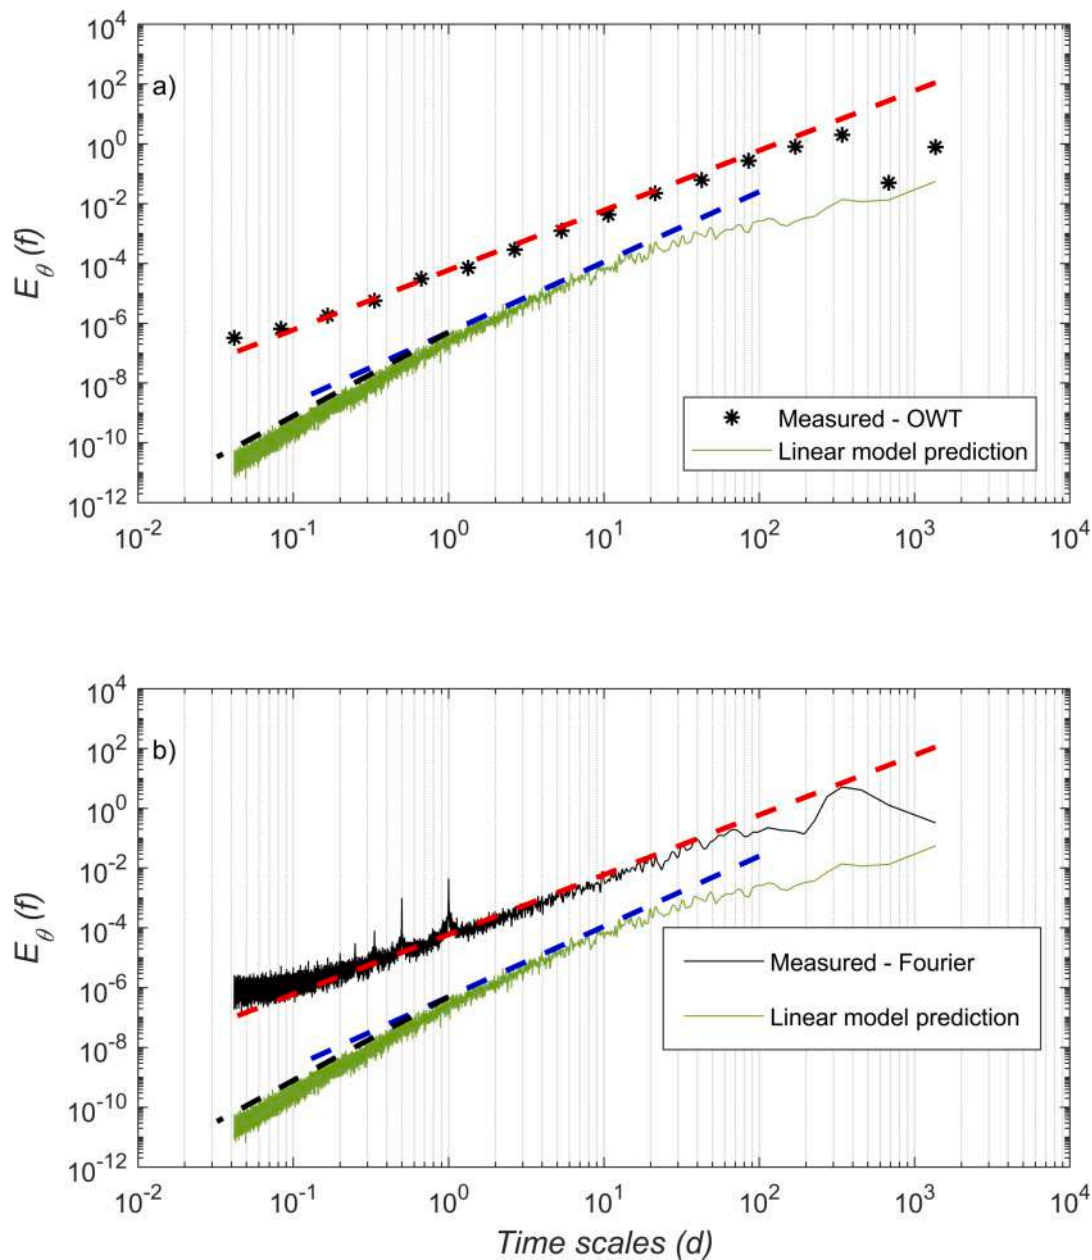 a)
10^4
10^2
10^0
10^-2
10^-4
10^-6
10^-8
10^-10
10^-12
E_θ (f)
Measured - OWT
Linear model prediction
10^-2 10^-1 10^0 10^1 10^2 10^3 10^4
b)
10^4
10^2
10^0
10^-2
10^-4
10^-6
10^-8
10^-10
10^-12
E_θ (f)
Measured - Fourier
Linear model prediction
10^-2 10^-1 10^0 10^1 10^2 10^3 10^4
Time scales (d)